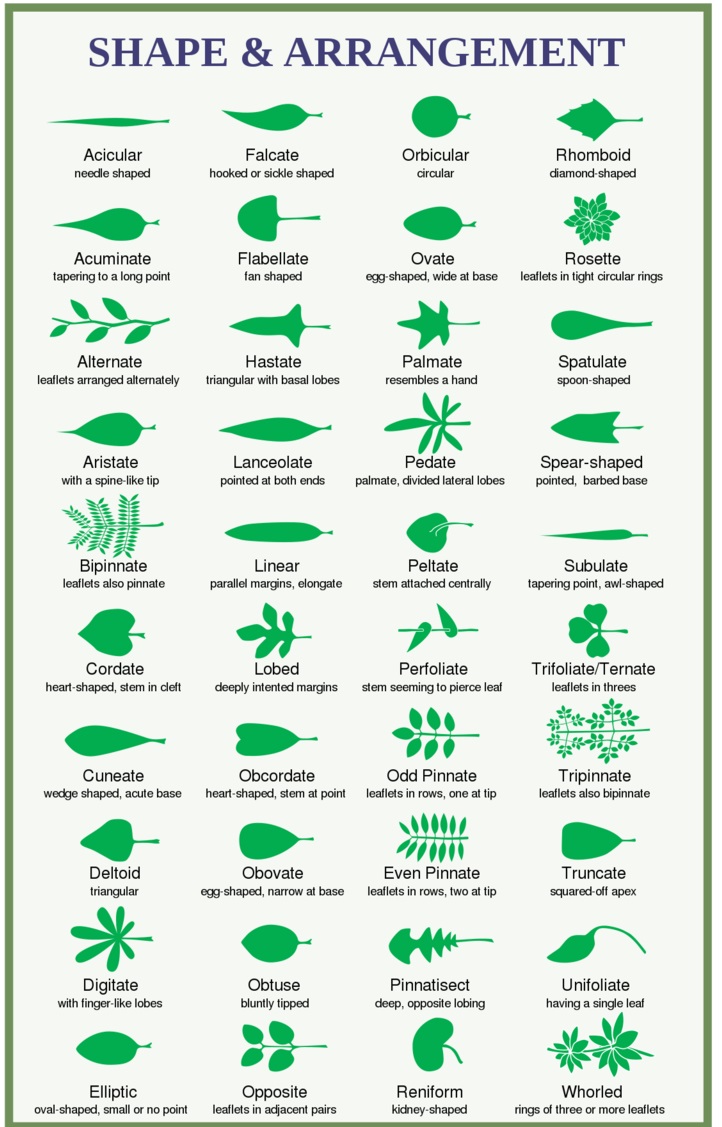 SHAPE & ARRANGEMENT
Acicular
needle shaped
Falcate
hooked or sickle shaped
Orbicular
circular
Rhomboid
diamond-shaped
Acuminate
tapering to a long point
Flabellate
fan shaped
Ovate
egg-shaped, wide at base
Rosette
leaflets in tight circular rings
Alternate
leaflets arranged alternately
Hastate
triangular with basal lobes
Palmate
resembles a hand
Spatulate
spoon-shaped
Aristate
with a spine-like tip
Lanceolate
pointed at both ends
Pedate
palmate, divided lateral lobes
Spear-shaped
pointed, barbed base
Bipinnate
leaflets also pinnate
Linear
parallel margins, elongate
Peltate
stem attached centrally
Subulate
tapering point, awl-shaped
Cordate
heart-shaped, stem in cleft
Lobed
deeply intented margins
Perfoliate
stem seeming to pierce leaf
Trifoliate/Ternate
leaflets in threes
Cuneate
wedge shaped, acute base
Obcordate
heart-shaped, stem at point
Odd Pinnate
leaflets in rows, one at tip
Tripinnate
leaflets also bipinnate
Deltoid
triangular
Obovate
egg-shaped, narrow at base
Even Pinnate
leaflets in rows, two at tip
Truncate
squared-off apex
Digitate
with finger-like lobes
Obtuse
bluntly tipped
Pinnatisect
deep, opposite lobing
Unifoliate
having a single leaf
Elliptic
oval-shaped, small or no point
Opposite
leaflets in adjacent pairs
Reniform
kidney-shaped
Whorled
rings of three or more leaflets